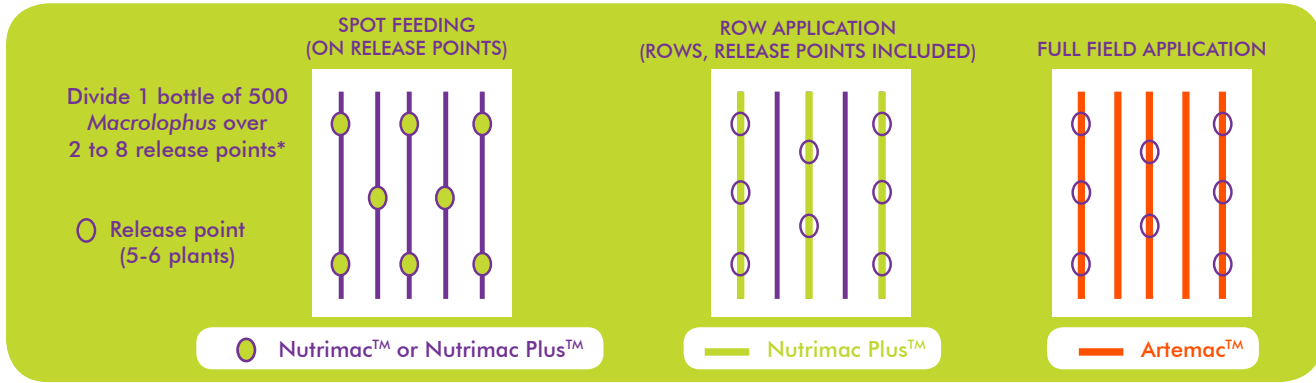 SPOT FEEDING
(ON RELEASE POINTS)
ROW APPLICATION
(ROWS, RELEASE POINTS INCLUDED)
FULL FIELD APPLICATION
Divide 1 bottle of 500
Macrolophus over
2 to 8 release points*
Release point
(5-6 plants)
Nutrimac™ or Nutrimac Plus™
Nutrimac Plus™
Artemac™